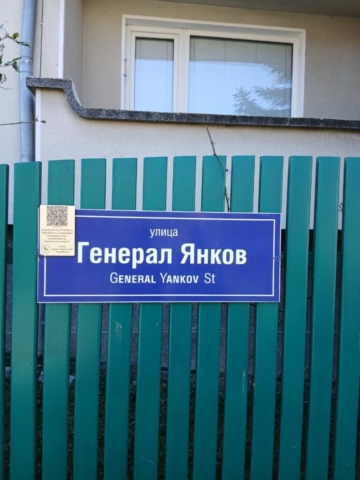 улица
Генерал Янков
General Yankov St